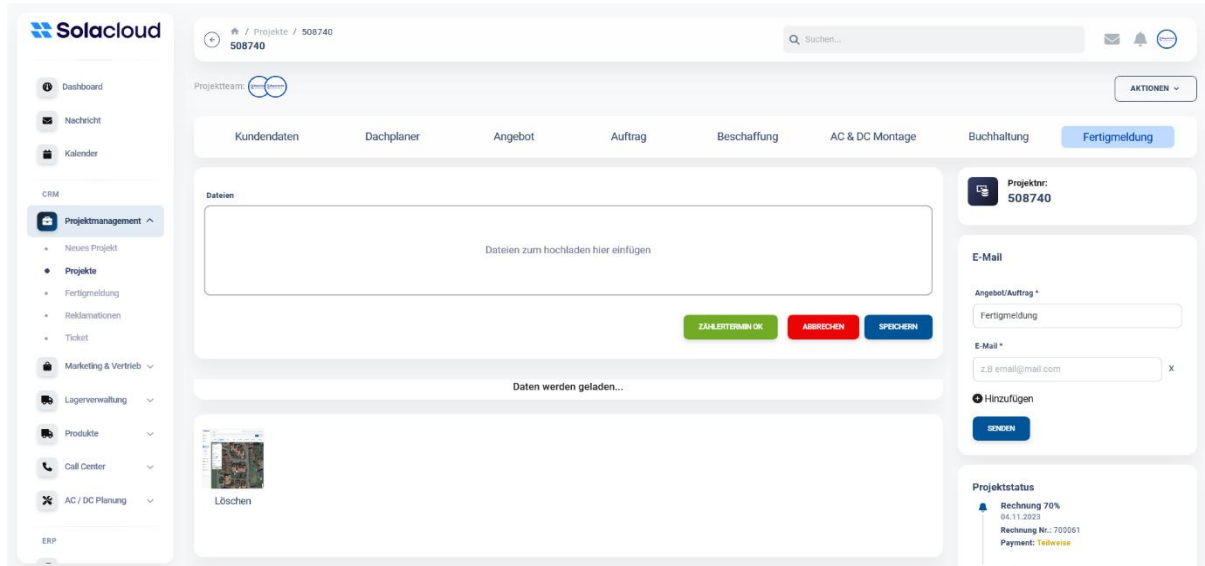 Solacloud
Dashboard
Nachricht
Kalender
CRM
Projektmanagement
Neues Projekt
Projekte
Fertigmeldung
Reklamationen
Ticket
Marketing & Vertrieb
Lagerverwaltung
Produkte
Call Center
AC / DC Planung
ERP
/ Projekte / 508740
508740
Suchen...
Projektteam:
AKTIONEN
Kundendaten Dachplaner Angebot Auftrag Beschaffung AC & DC Montage Buchhaltung Fertigmeldung
Dateien
Dateien zum hochladen hier einfügen
ZÄHLERTERMIN OK ABBRECHEN SPEICHERN
Daten werden geladen...
Löschen
Projektnr:
508740
E-Mail
Angebot/Auftrag *
Fertigmeldung
E-Mail *
z.B email@mail.com X
Hinzufügen
SENDEN
Projektstatus
Rechnung 70%
04.11.2023
Rechnung Nr.: 700061
Payment: Teilweise